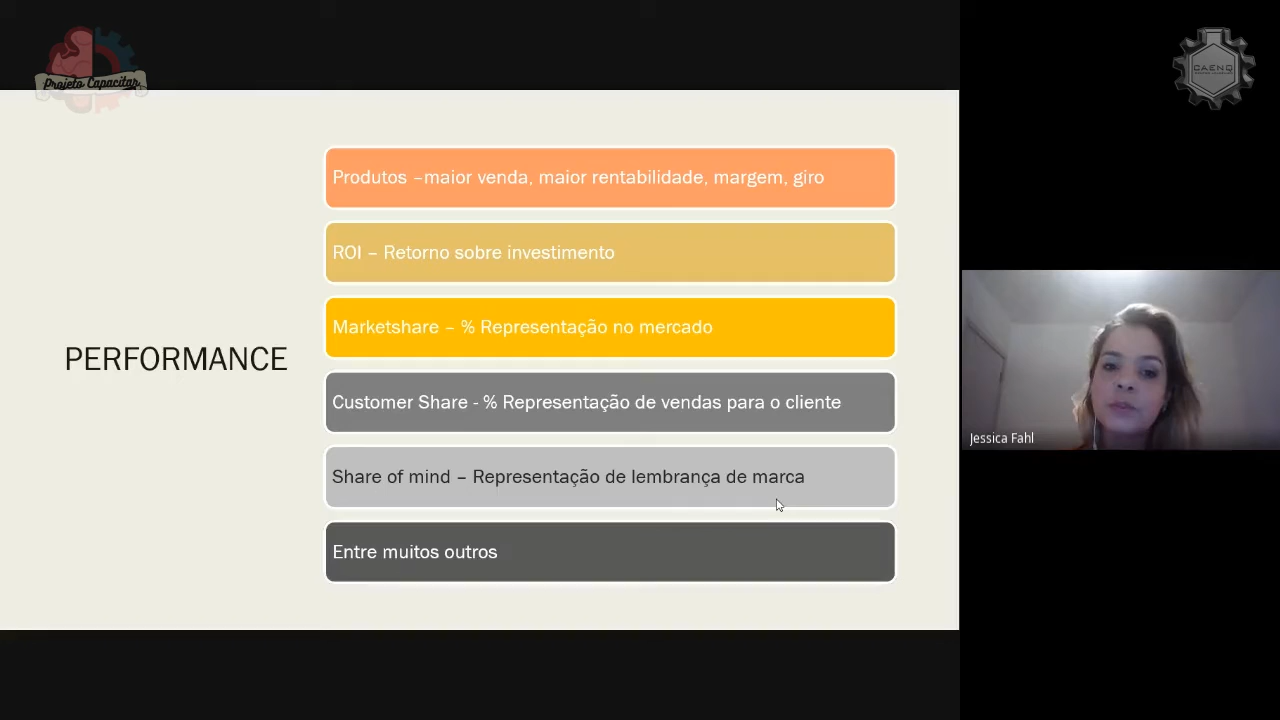 Projeto Capacitar
CAENQ
PERFORMANCE
Produtos –maior venda, maior rentabilidade, margem, giro
ROI – Retorno sobre investimento
Marketshare – % Representação no mercado
Customer Share - % Representação de vendas para o cliente
Share of mind – Representação de lembrança de marca
Entre muitos outros
Jessica Fahl